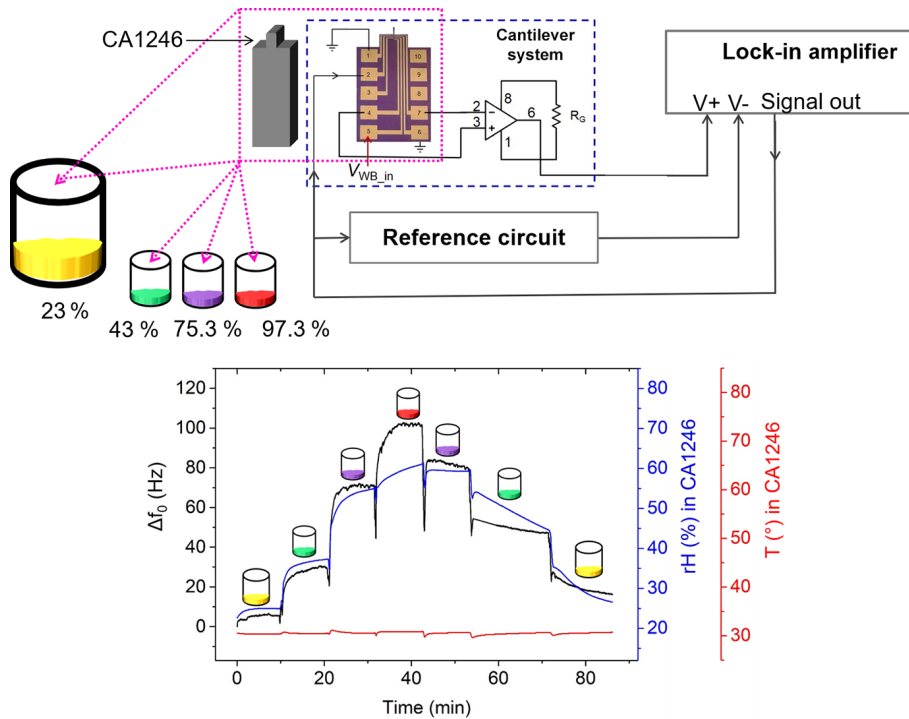 CA1246
Cantilever
system
1
2
3
4
5
10
9
8
7
6
V_WB_in
2
3
8
6
1
R_G
Lock-in amplifier
V+ V- Signal out
Reference circuit
23 %
43 % 75.3 % 97.3 %
120
100
80
60
40
20
0
Δf₀ (Hz)
80
70
60
50
40
30
20
rH (%) in CA1246
80
70
60
50
40
30
T (°) in CA1246
0 20 40 60 80
Time (min)